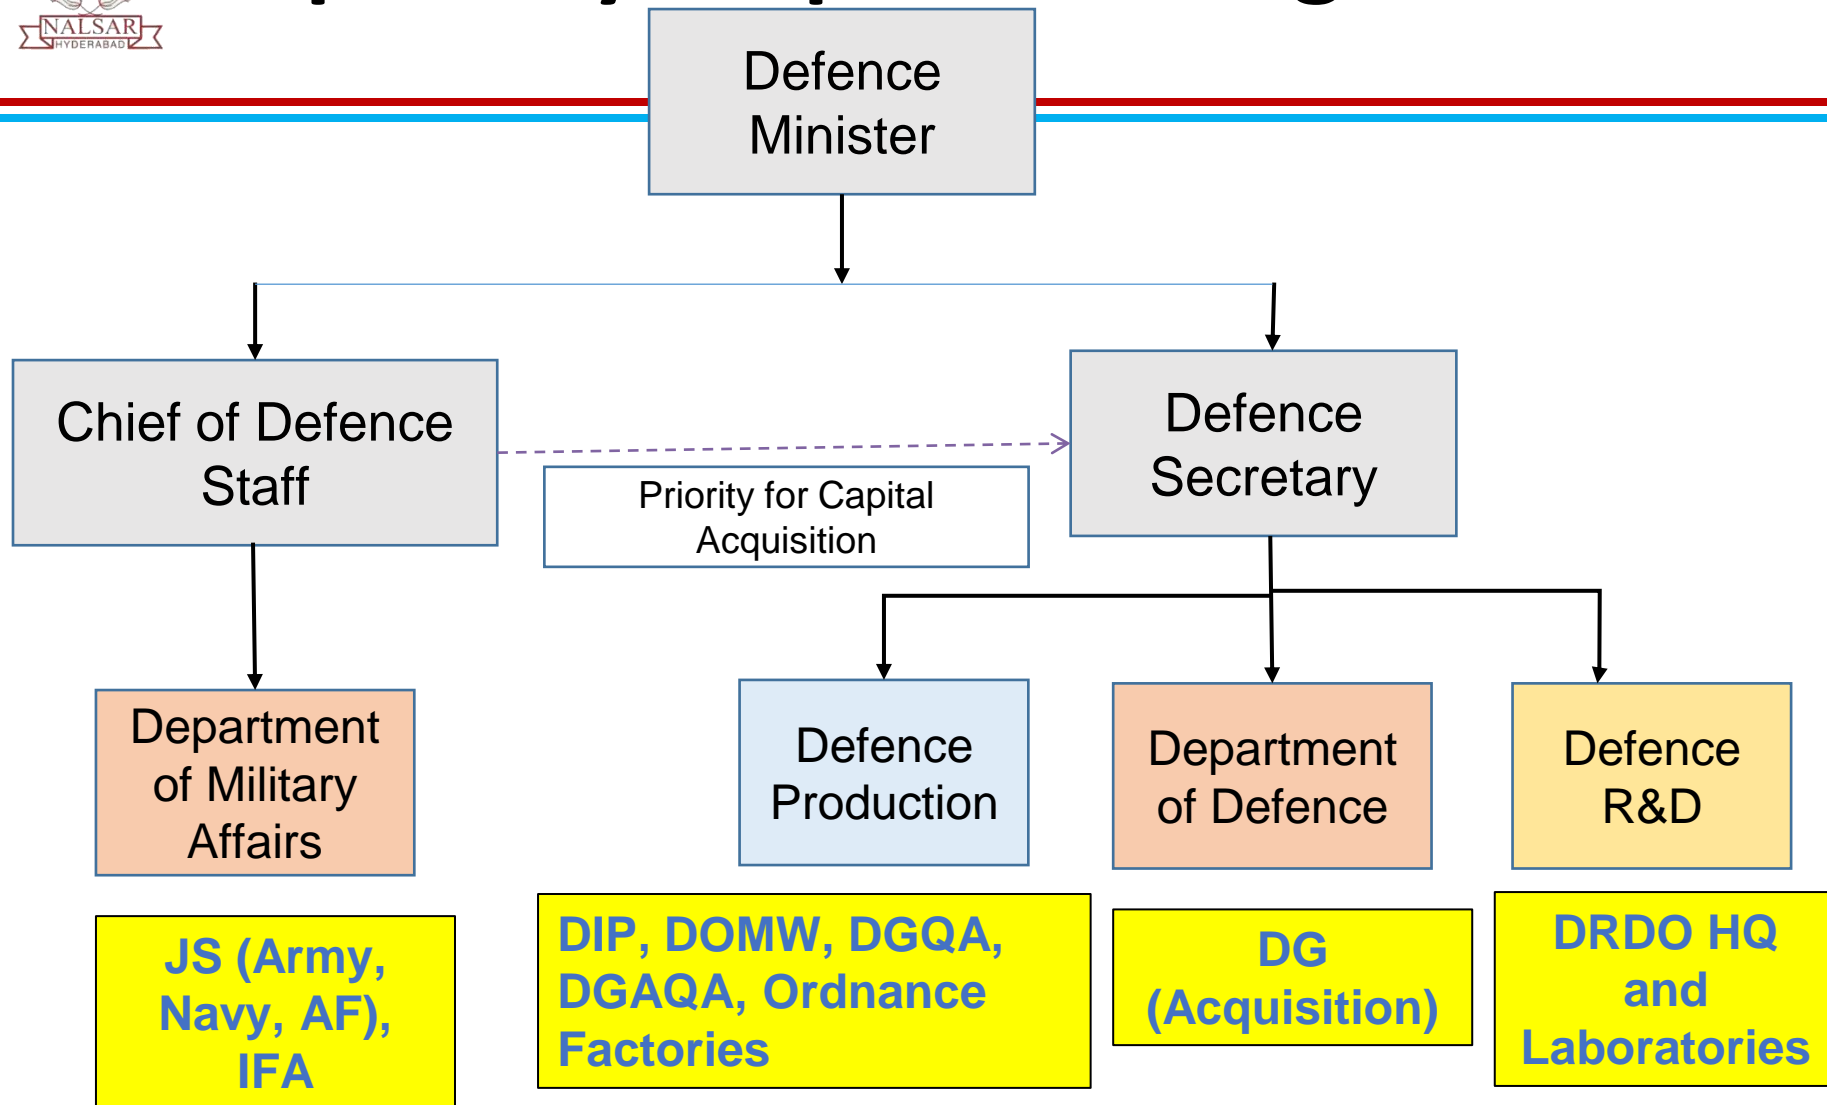 NALSAR
HYDERABAD
Defence
Minister
Chief of Defence
Staff
Priority for Capital
Acquisition
Defence
Secretary
Department
of Military
Affairs
Defence
Production
Department
of Defence
Defence
R&D
JS (Army,
Navy, AF),
IFA
DIP, DOMW, DGQA,
DGAQA, Ordnance
Factories
DG
(Acquisition)
DRDO HQ
and
Laboratories